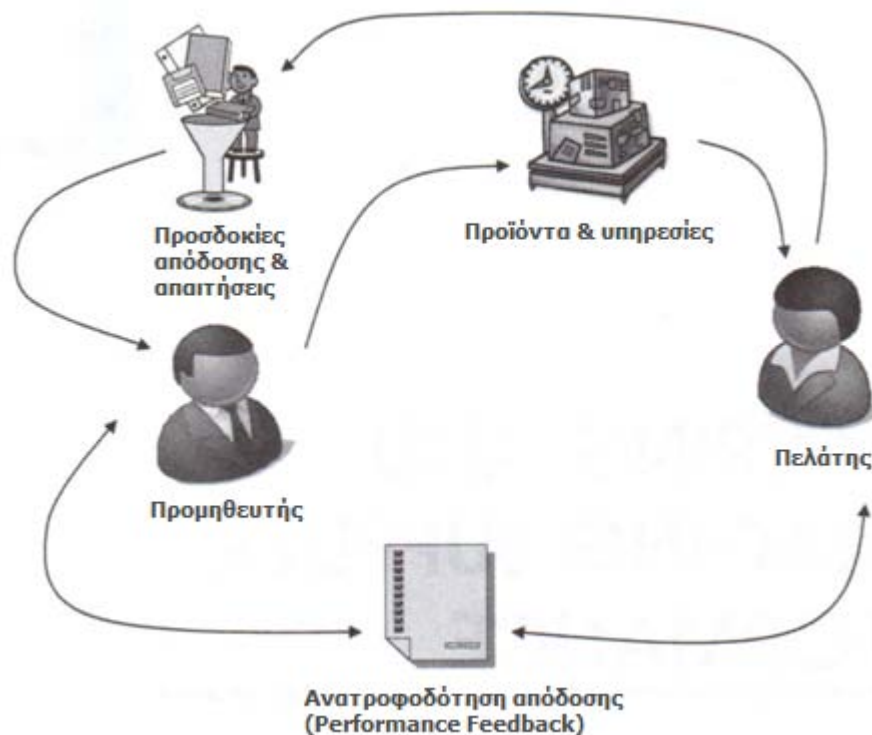 Προσδοκίες
απόδοσης &
απαιτήσεις
Προϊόντα & υπηρεσίες
Πελάτης
Προμηθευτής
Ανατροφοδότηση απόδοσης
(Performance Feedback)